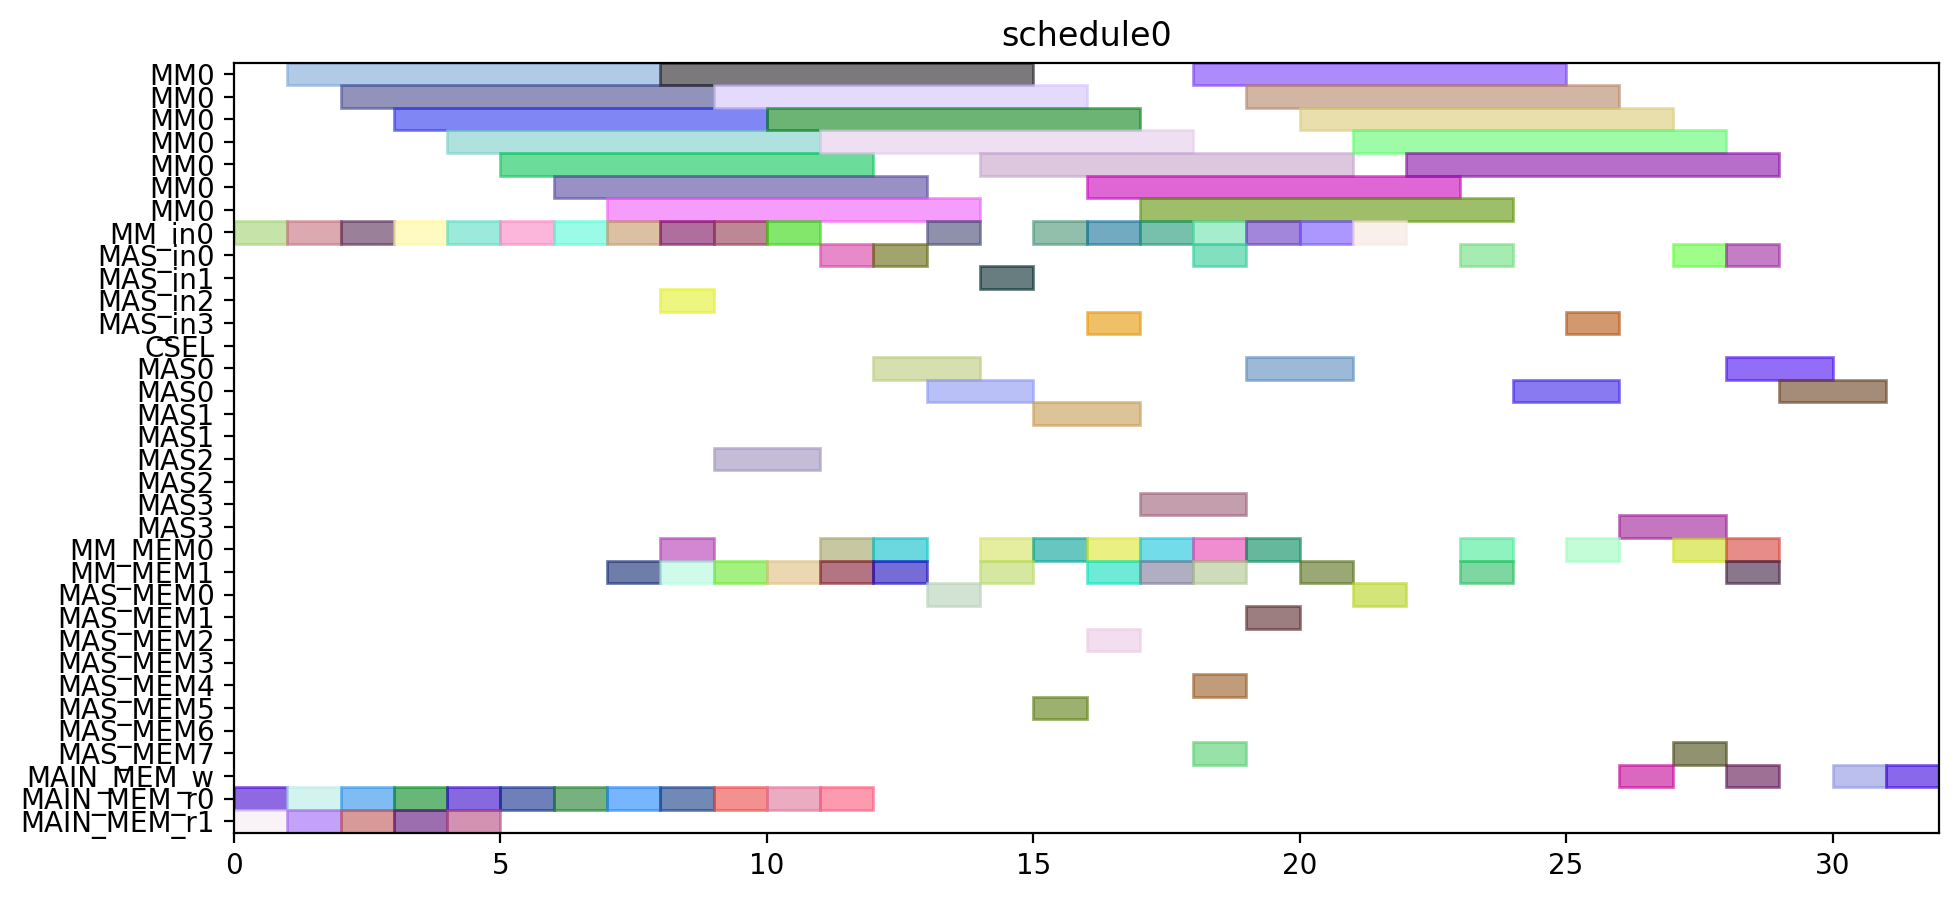 schedule0
MM0
MM0
MM0
MM0
MM0
MM0
MM0
MM_in0
MAS_in0
MAS_in1
MAS_in2
MAS_in3
CSEL
MAS0
MAS0
MAS1
MAS1
MAS2
MAS2
MAS3
MAS3
MM_MEM0
MM_MEM1
MAS_MEM0
MAS_MEM1
MAS_MEM2
MAS_MEM3
MAS_MEM4
MAS_MEM5
MAS_MEM6
MAS_MEM7
MAIN_MEM_w
MAIN_MEM_r0
MAIN_MEM_r1
0 5 10 15 20 25 30